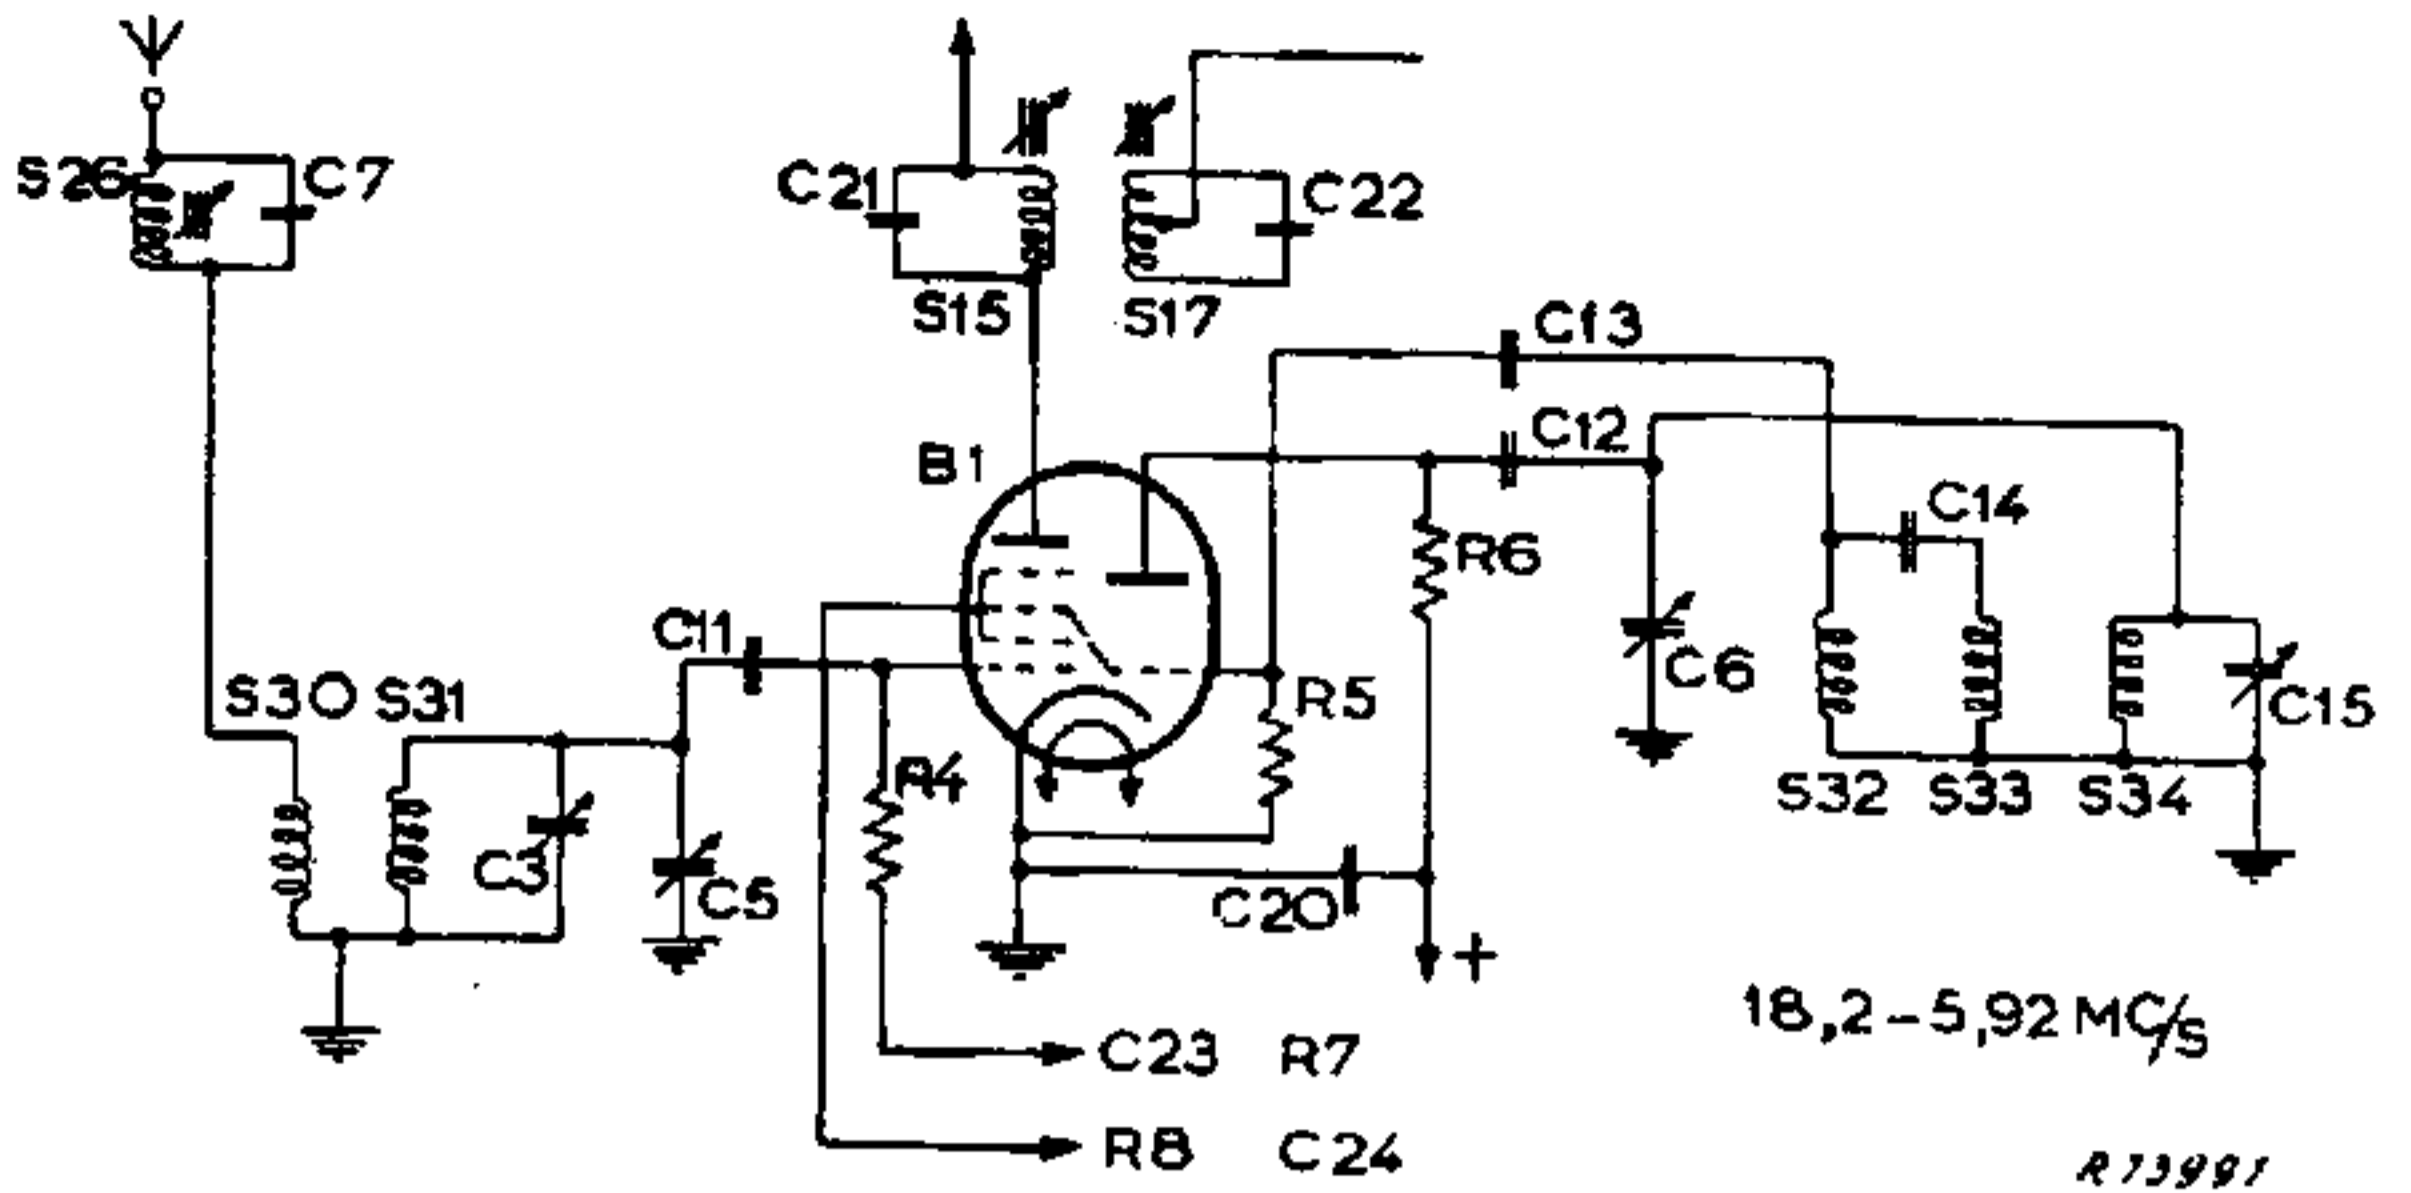 S26
C7
C21
C22
S15
S17
C13
C12
B1
C14
R6
C11
C6
S30
S31
R5
C15
R4
S32
S33
S34
C3
C5
C20
+
18,2-5,92 MC/S
C23 R7
R8 C24
R73991